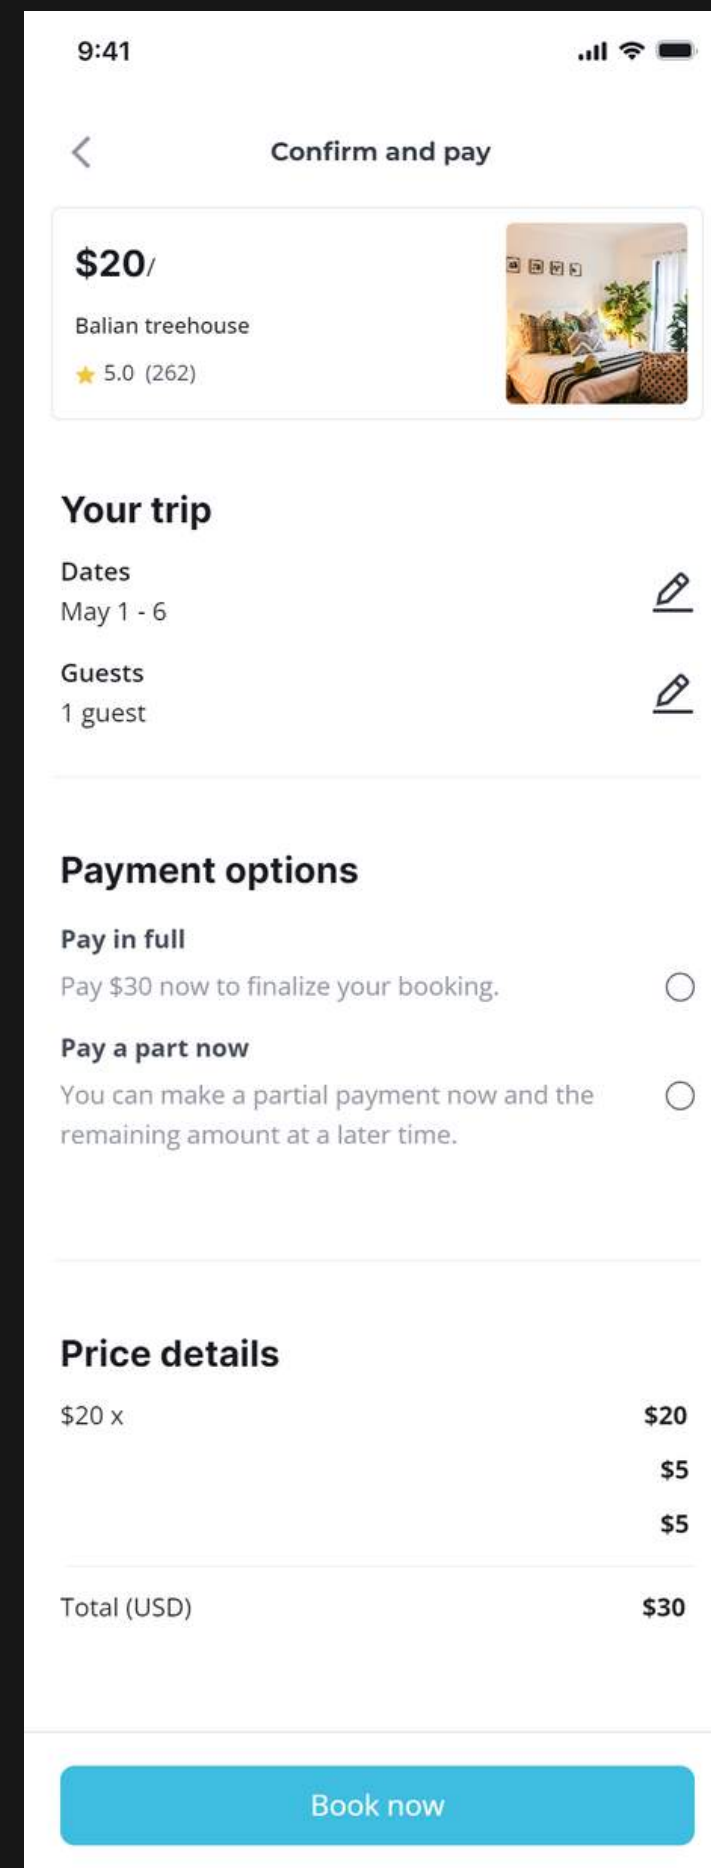 9:41
Confirm and pay
$20/
Balian treehouse
5.0 (262)
Your trip
Dates
May 1 - 6
Guests
1 guest
Payment options
Pay in full
Pay $30 now to finalize your booking.
Pay a part now
You can make a partial payment now and the
remaining amount at a later time.
Price details
$20 x $20
$5
$5
Total (USD) $30
Book now